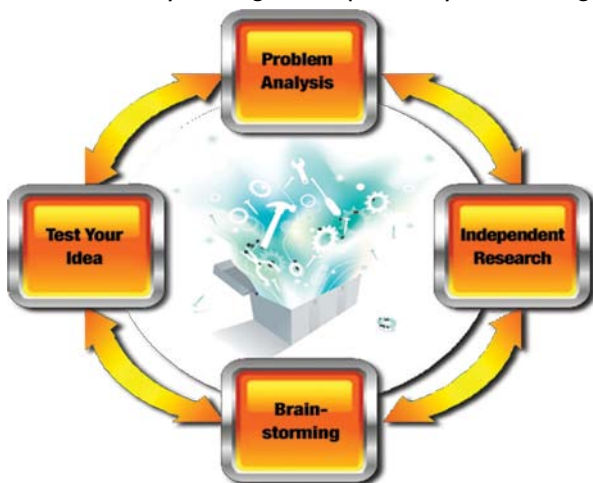 Problem
Analysis
Test Your
Idea
Independent
Research
Brain-
storming